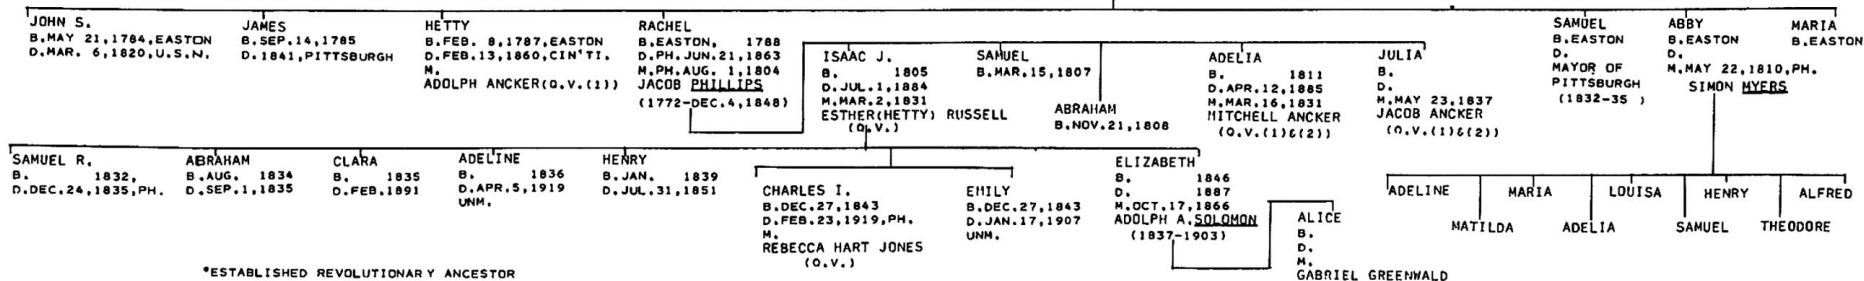 JOHN S.
B.MAY 21,1784,EASTON
D.MAR. 6,1820,U.S.N.
JAMES
B.SEP.14,1785
D.1841,PITTSBURGH
HETTY
B.FEB. 8,1787,EASTON
D.FEB.13,1860,CIN'TI.
M.
ADOLPH ANCKER(Q.V.(1))
RACHEL
B.EASTON, 1788
D.PH.JUN.21,1863
M.PH.AUG. 1,1804
JACOB PHILLIPS
(1772-DEC.4,1848)
ISAAC J.
B. 1805
D.JUL.1,1884
M.MAR.2,1831
ESTHER(HETTY) RUSSELL
(Q.V.)
SAMUEL
B.MAR.15,1807
ABRAHAM
B.NOV.21,1808
ADELIA
B. 1811
D.APR.12,1885
M.MAR.16,1831
MITCHELL ANCKER
(Q.V.(1)&(2))
JULIA
B.
D.
M.MAY 23,1837
JACOB ANCKER
(Q.V.(1)&(2))
SAMUEL
B.EASTON
D.
MAYOR OF
PITTSBURGH
(1832-35 )
ABBY
B.EASTON
D.
M.MAY 22,1810,PH.
SIMON MYERS
MARIA
B.EASTON
SAMUEL R.
B. 1832,
D.DEC.24,1835,PH.
ABRAHAM
B.AUG. 1834
D.SEP.1,1835
CLARA
B. 1835
D.FEB.1891
ADELINE
B. 1836
D.APR.5,1919
UNM.
HENRY
B.JAN. 1839
D.JUL.31,1851
CHARLES I.
B.DEC.27,1843
D.FEB.23,1919,PH.
M.
REBECCA HART JONES
(Q.V.)
EMILY
B.DEC.27,1843
D.JAN.17,1907
UNM.
ELIZABETH
B. 1846
D. 1887
M.OCT.17,1866
ADOLPH A.SOLOMON
(1837-1903)
ALICE
B.
D.
M.
GABRIEL GREENWALD
ADELINE
MATILDA
MARIA
ADELIA
LOUISA
SAMUEL
HENRY
THEODORE
ALFRED
*ESTABLISHED REVOLUTIONARY ANCESTOR